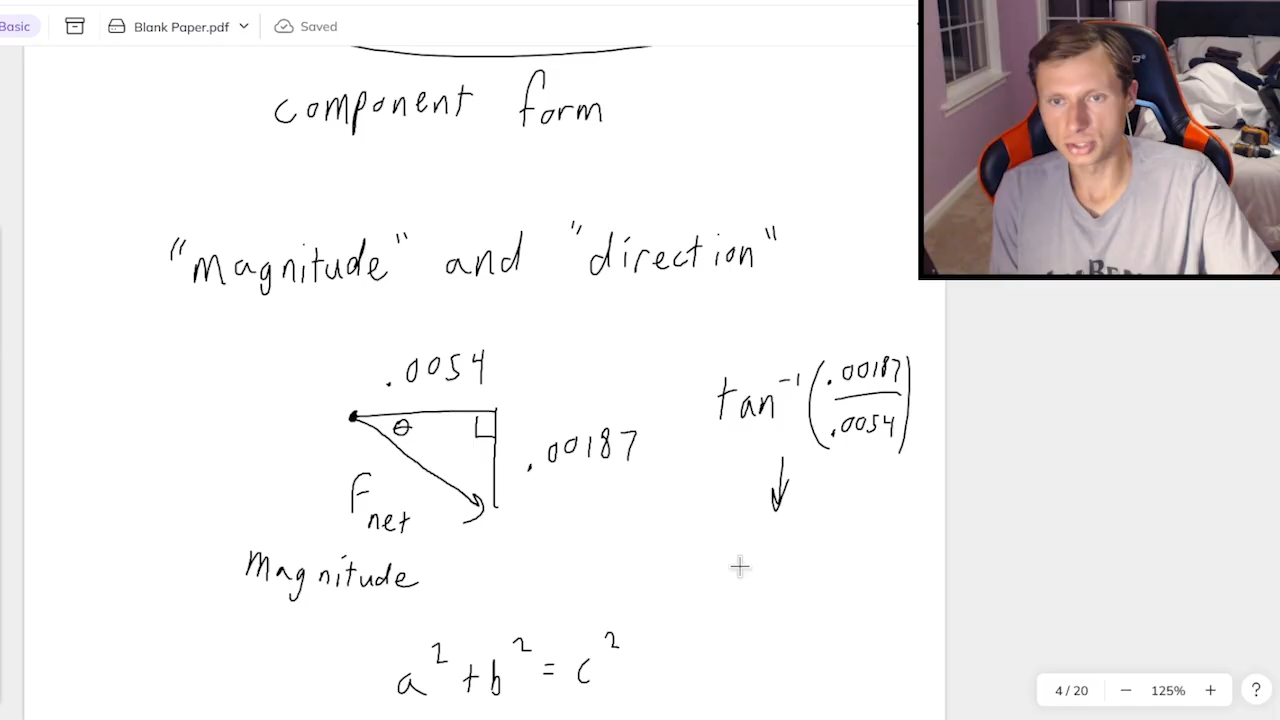 Basic
Blank Paper.pdf
Saved
component form
"magnitude" and "direction"
.0054
θ
.00187
F net
tan⁻¹(.00187/.0054)
Magnitude
a² + b² = c²
4 / 20
125%